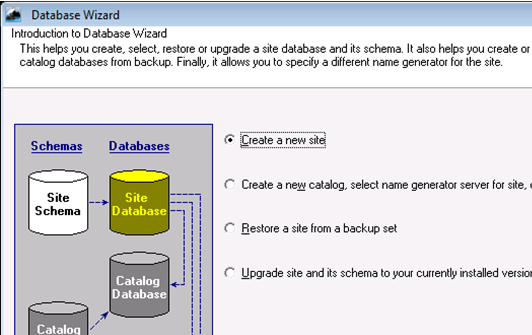 Database Wizard
Introduction to Database Wizard
This helps you create, select, restore or upgrade a site database and its schema. It also helps you create or
catalog databases from backup. Finally, it allows you to specify a different name generator for the site.
Schemas
Databases
Create a new site
Site
Schema
Site
Database
Create a new catalog, select name generator server for site,
Restore a site from a backup set
Catalog
Database
Upgrade site and its schema to your currently installed versio
Catalog